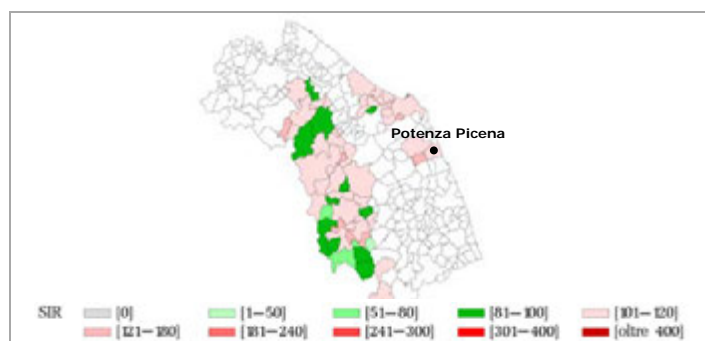 Potenza Picena
SIR [0] [1-50] [51-80] [81-100] [101-120]
[121-180] [181-240] [241-300] [301-400] [oltre 400]